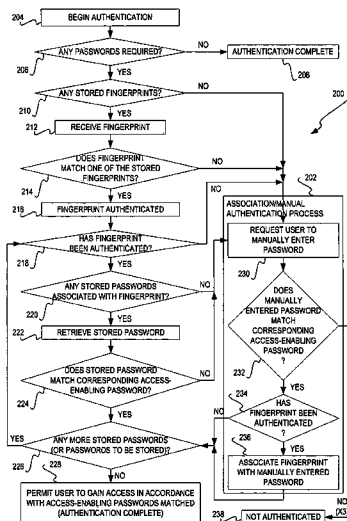 204
BEGIN AUTHENTICATION
ANY PASSWORDS REQUIRED?
NO
AUTHENTICATION COMPLETE
208
206
YES
ANY STORED FINGERPRINTS?
NO
210
YES
200
212
RECEIVE FINGERPRINT
DOES FINGERPRINT
MATCH ONE OF THE STORED
FINGERPRINTS?
NO
214
YES
202
216
FINGERPRINT AUTHENTICATED
NO
ASSOCIATION/MANUAL
AUTHENTICATION PROCESS
HAS FINGERPRINT
BEEN AUTHENTICATED?
218
REQUEST USER TO
MANUALLY ENTER
PASSWORD
230
YES
ANY STORED PASSWORDS
ASSOCIATED WITH FINGERPRINT?
NO
220
YES
222
RETRIEVE STORED PASSWORD
DOES
MANUALLY
ENTERED PASSWORD
MATCH
CORRESPONDING
ACCESS-ENABLING
PASSWORD
?
232
DOES STORED PASSWORD
MATCH CORRESPONDING ACCESS-
ENABLING PASSWORD?
NO
224
YES
234
YES
NO
HAS
FINGERPRINT BEEN
AUTHENTICATED
?
YES
ANY MORE STORED PASSWORDS
(OR PASSWORDS TO BE STORED)?
226
228
NO
236
YES
ASSOCIATE FINGERPRINT
WITH MANUALLY ENTERED
PASSWORD
PERMIT USER TO GAIN ACCESS IN ACCORDANCE
WITH ACCESS-ENABLING PASSWORDS MATCHED
(AUTHENTICATION COMPLETE)
238
NOT AUTHENTICATED
NO
(X3